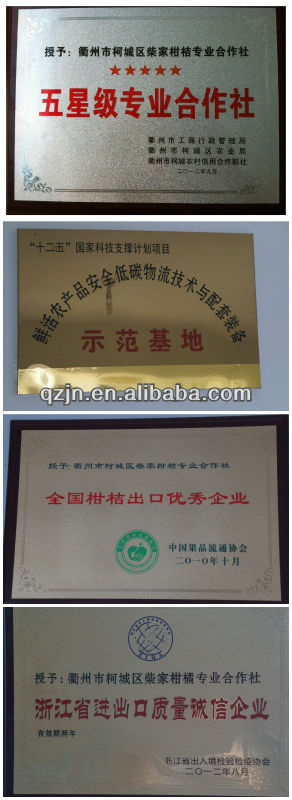 授予：衢州市柯城区柴家柑桔专业合作社
★★★★★
五星级专业合作社
衢州市工商行政管理局
衢州市柯城区农业局
衢州市柯城农村信用合作联社
二〇一二年九月
“十二五”国家科技支撑计划项目
鲜活农产品安全低碳物流技术与配套装备
示范基地
qzjn.en.alibaba.com
授予：衢州市柯城区柴家柑桔专业合作社
全国柑桔出口优秀企业
中国果品流通协会
二〇一〇年十月
授予：衢州市柯城区柴家柑橘专业合作社
浙江省进出口质量诚信企业
有效期两年
浙江省出入境检验检疫协会
二〇一二年八月